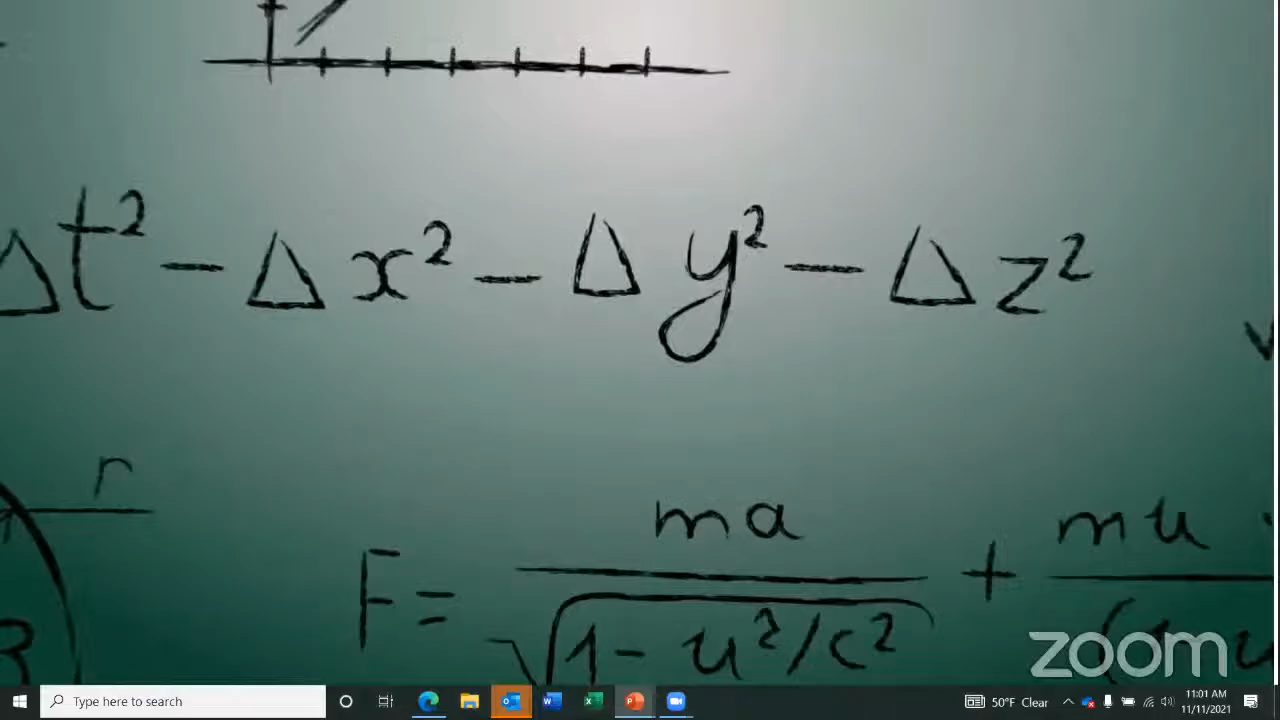 Δt² - Δx² - Δy² - Δz²
r
ma
mu
F = +
√1 - u²/c²
3
zoom
Type here to search
50°F Clear
11:01 AM
11/11/2021